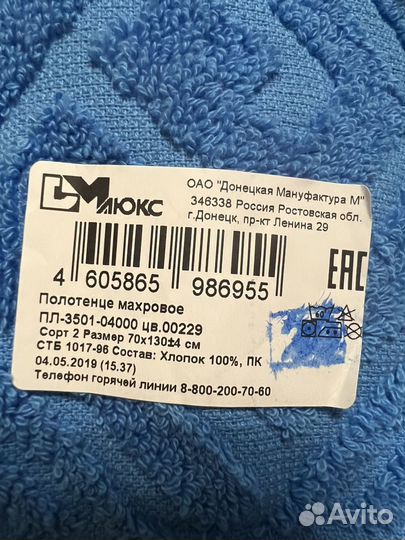 ДМ ЛЮКС
ОАО "Донецкая Мануфактура М"
346338 Россия Ростовская обл.
г.Донецк, пр-кт Ленина 29
4 605865 986955
EAC
Полотенце махровое
ПЛ-3501-04000 цв.00229
Сорт 2 Размер 70х130±4 см
СТБ 1017-96 Состав: Хлопок 100%, ПК
04.05.2019 (15.37)
Телефон горячей линии 8-800-200-70-60
60
Avito